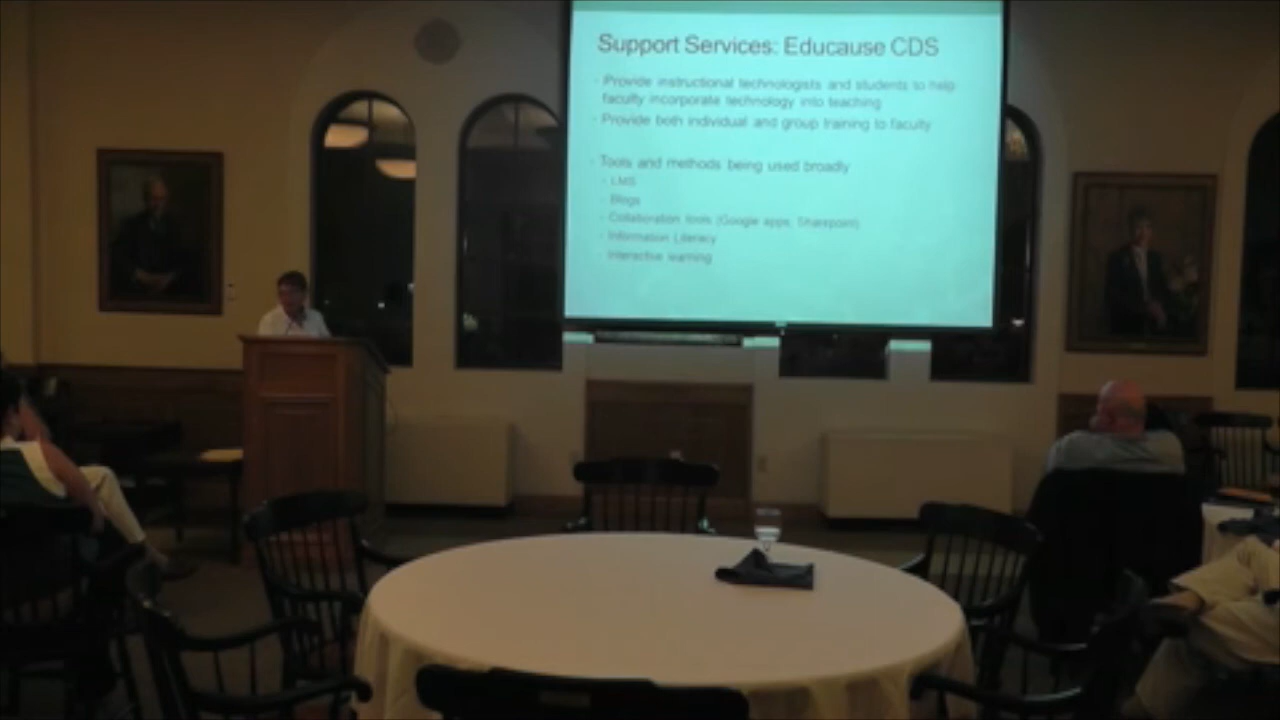 Support Services: Educause CDS
- Provide instructional technologists and students to help
faculty incorporate technology into teaching
- Provide both individual and group training to faculty
- Tools and methods being used broadly
- LMS
- Blogs
- Collaboration tools (Google apps, Sharepoint)
- Information Literacy
- Interactive learning